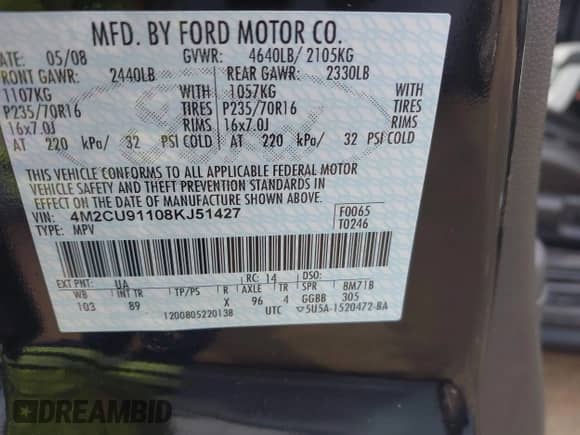 MFD. BY FORD MOTOR CO.
DATE: 05/08 GVWR: 4640LB/ 2105KG
FRONT GAWR: 2440LB REAR GAWR: 2330LB
1107KG WITH 1057KG WITH
P235/70R16 TIRES P235/70R16 TIRES
16x7.0J RIMS 16x7.0J RIMS
AT 220 kPa/ 32 PSI COLD AT 220 kPa/ 32 PSI COLD
THIS VEHICLE CONFORMS TO ALL APPLICABLE FEDERAL MOTOR
VEHICLE SAFETY AND THEFT PREVENTION STANDARDS IN
EFFECT ON THE DATE OF MANUFACTURE SHOWN ABOVE.
VIN: 4M2CU91108KJ51427 F0065
TYPE: MPV T0246
EXT PNT: UA RC: 14 DSO:
WB INT TR TP/PS R AXLE TR SPR BM71B
103 89 X 96 4 GGBB 305
1200805220138 UTC ▽5U5A-1520472-BA
DREAMBID